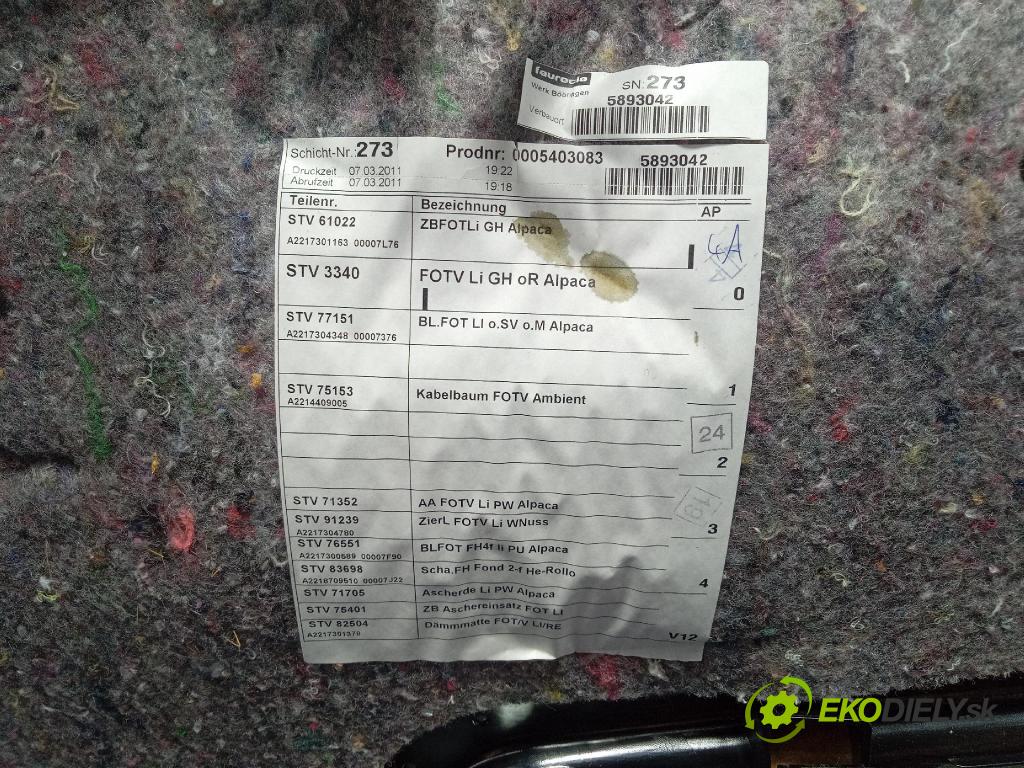 faurecia
Werk Böbingen
SN: 273
5893042
Verbauort
Schicht-Nr.: 273
Prodnr: 0005403083
5893042
Druckzeit 07.03.2011 19:22
Abrufzeit 07.03.2011 19:18
Teilenr. Bezeichnung AP
STV 61022 ZBFOTLi GH Alpaca
A2217301163 00007L76
STV 3340 FOTV Li GH oR Alpaca
0
STV 77151 BL.FOT LI o.SV o.M Alpaca
A2217304348 00007376
1
STV 75153 Kabelbaum FOTV Ambient
A2214409005
24
2
STV 71352 AA FOTV Li PW Alpaca
19
3
STV 91239 ZierL FOTV Li WNuss
A2217304780
STV 76551 BLFOT FH4f li PU Alpaca
A2217300589 00007F90
STV 83698 Scha.FH Fond 2-f He-Rollo
A2218709510 00007J22
4
STV 71705 Ascherde Li PW Alpaca
STV 75401 ZB Aschereinsatz FOT LI
STV 82504 Dämmmatte FOT/V LI/RE
A2217301379
V12
EKODIELY.sk